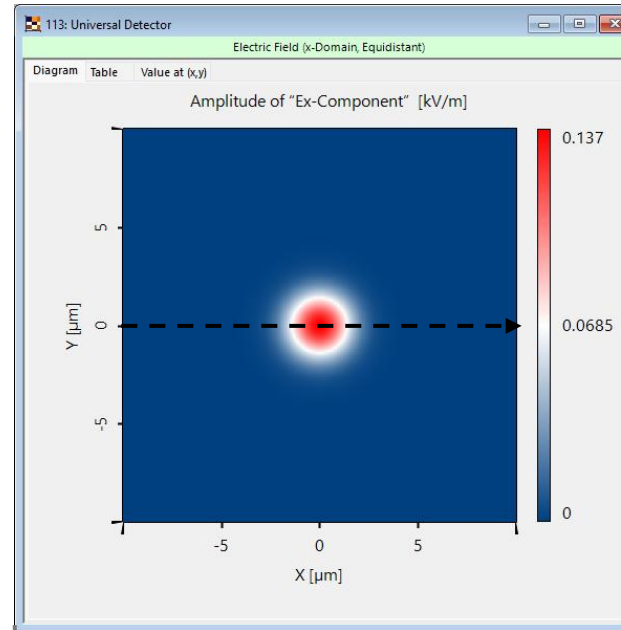 113: Universal Detector
Electric Field (x-Domain, Equidistant)
Diagram Table Value at (x,y)
Amplitude of "Ex-Component" [kV/m]
0.137
0.0685
0
Y [µm]
5
0
-5
-5 0 5
X [µm]